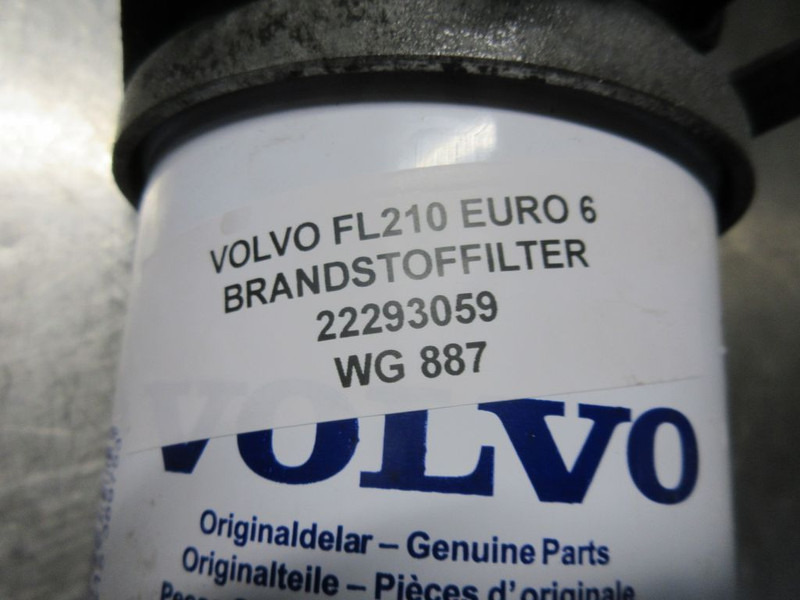 VOLVO FL210 EURO 6
BRANDSTOFFILTER
22293059
WG 887
VOLVO
Originaldelar – Genuine Parts
Originalteile – Pièces d'originale